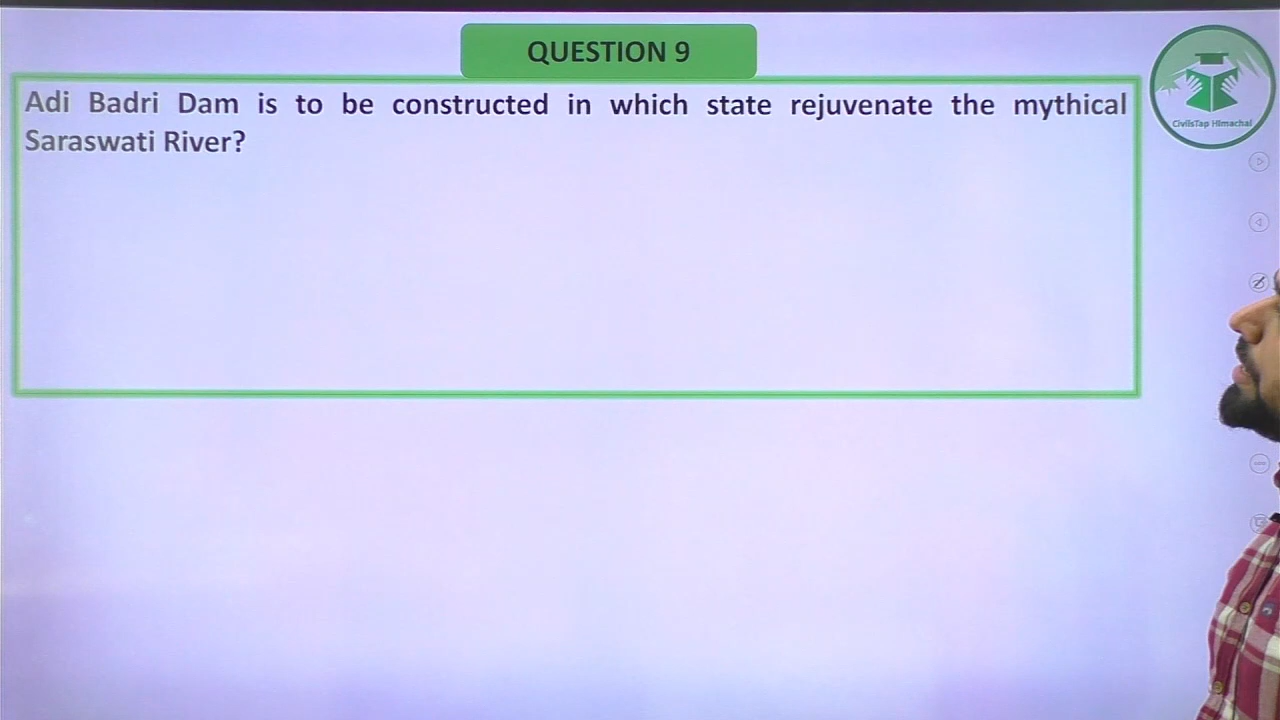 QUESTION 9
Adi Badri Dam is to be constructed in which state rejuvenate the mythical
Saraswati River?
CivilsTap Himachal